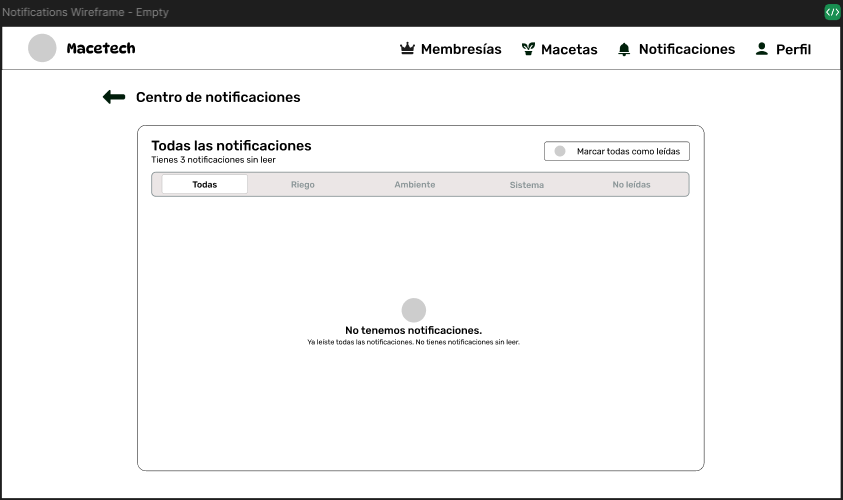 Notifications Wireframe - Empty
Macetech
Membresías
Macetas
Notificaciones
Perfil
Centro de notificaciones
Todas las notificaciones
Tienes 3 notificaciones sin leer
Marcar todas como leídas
Todas
Riego
Ambiente
Sistema
No leídas
No tenemos notificaciones.
Ya leíste todas las notificaciones. No tienes notificaciones sin leer.